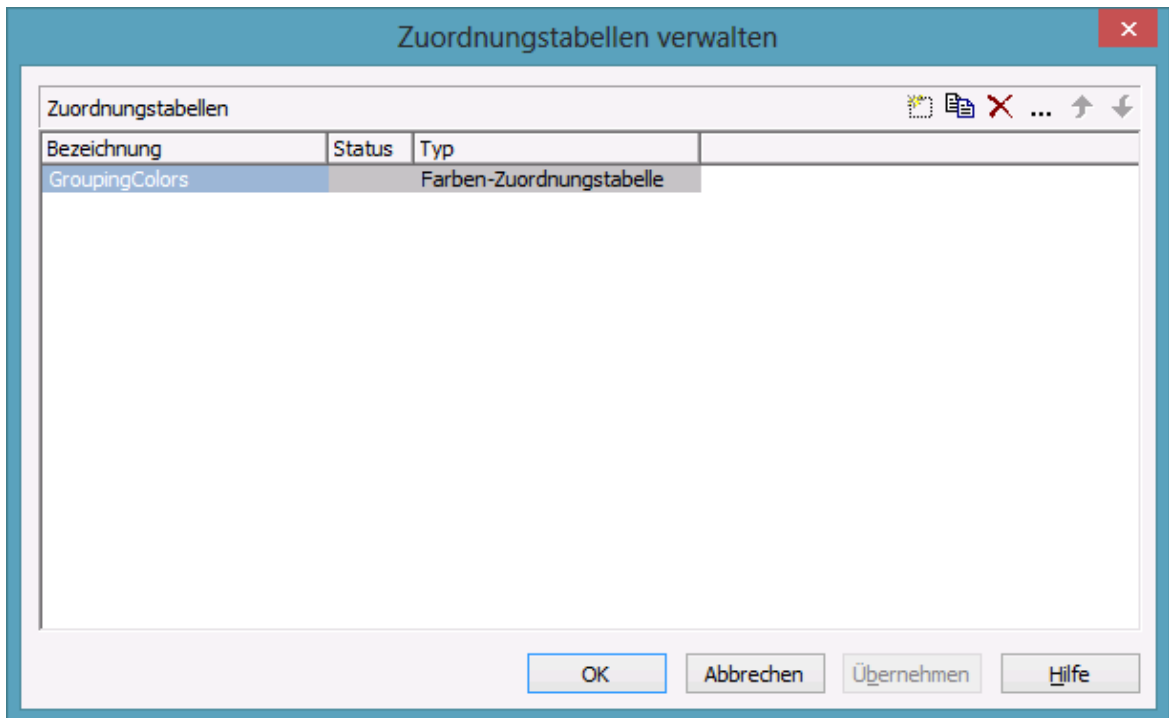 Zuordnungstabellen verwalten
Zuordnungstabellen
...
Bezeichnung Status Typ
GroupingColors Farben-Zuordnungstabelle
OK Abbrechen Übernehmen Hilfe